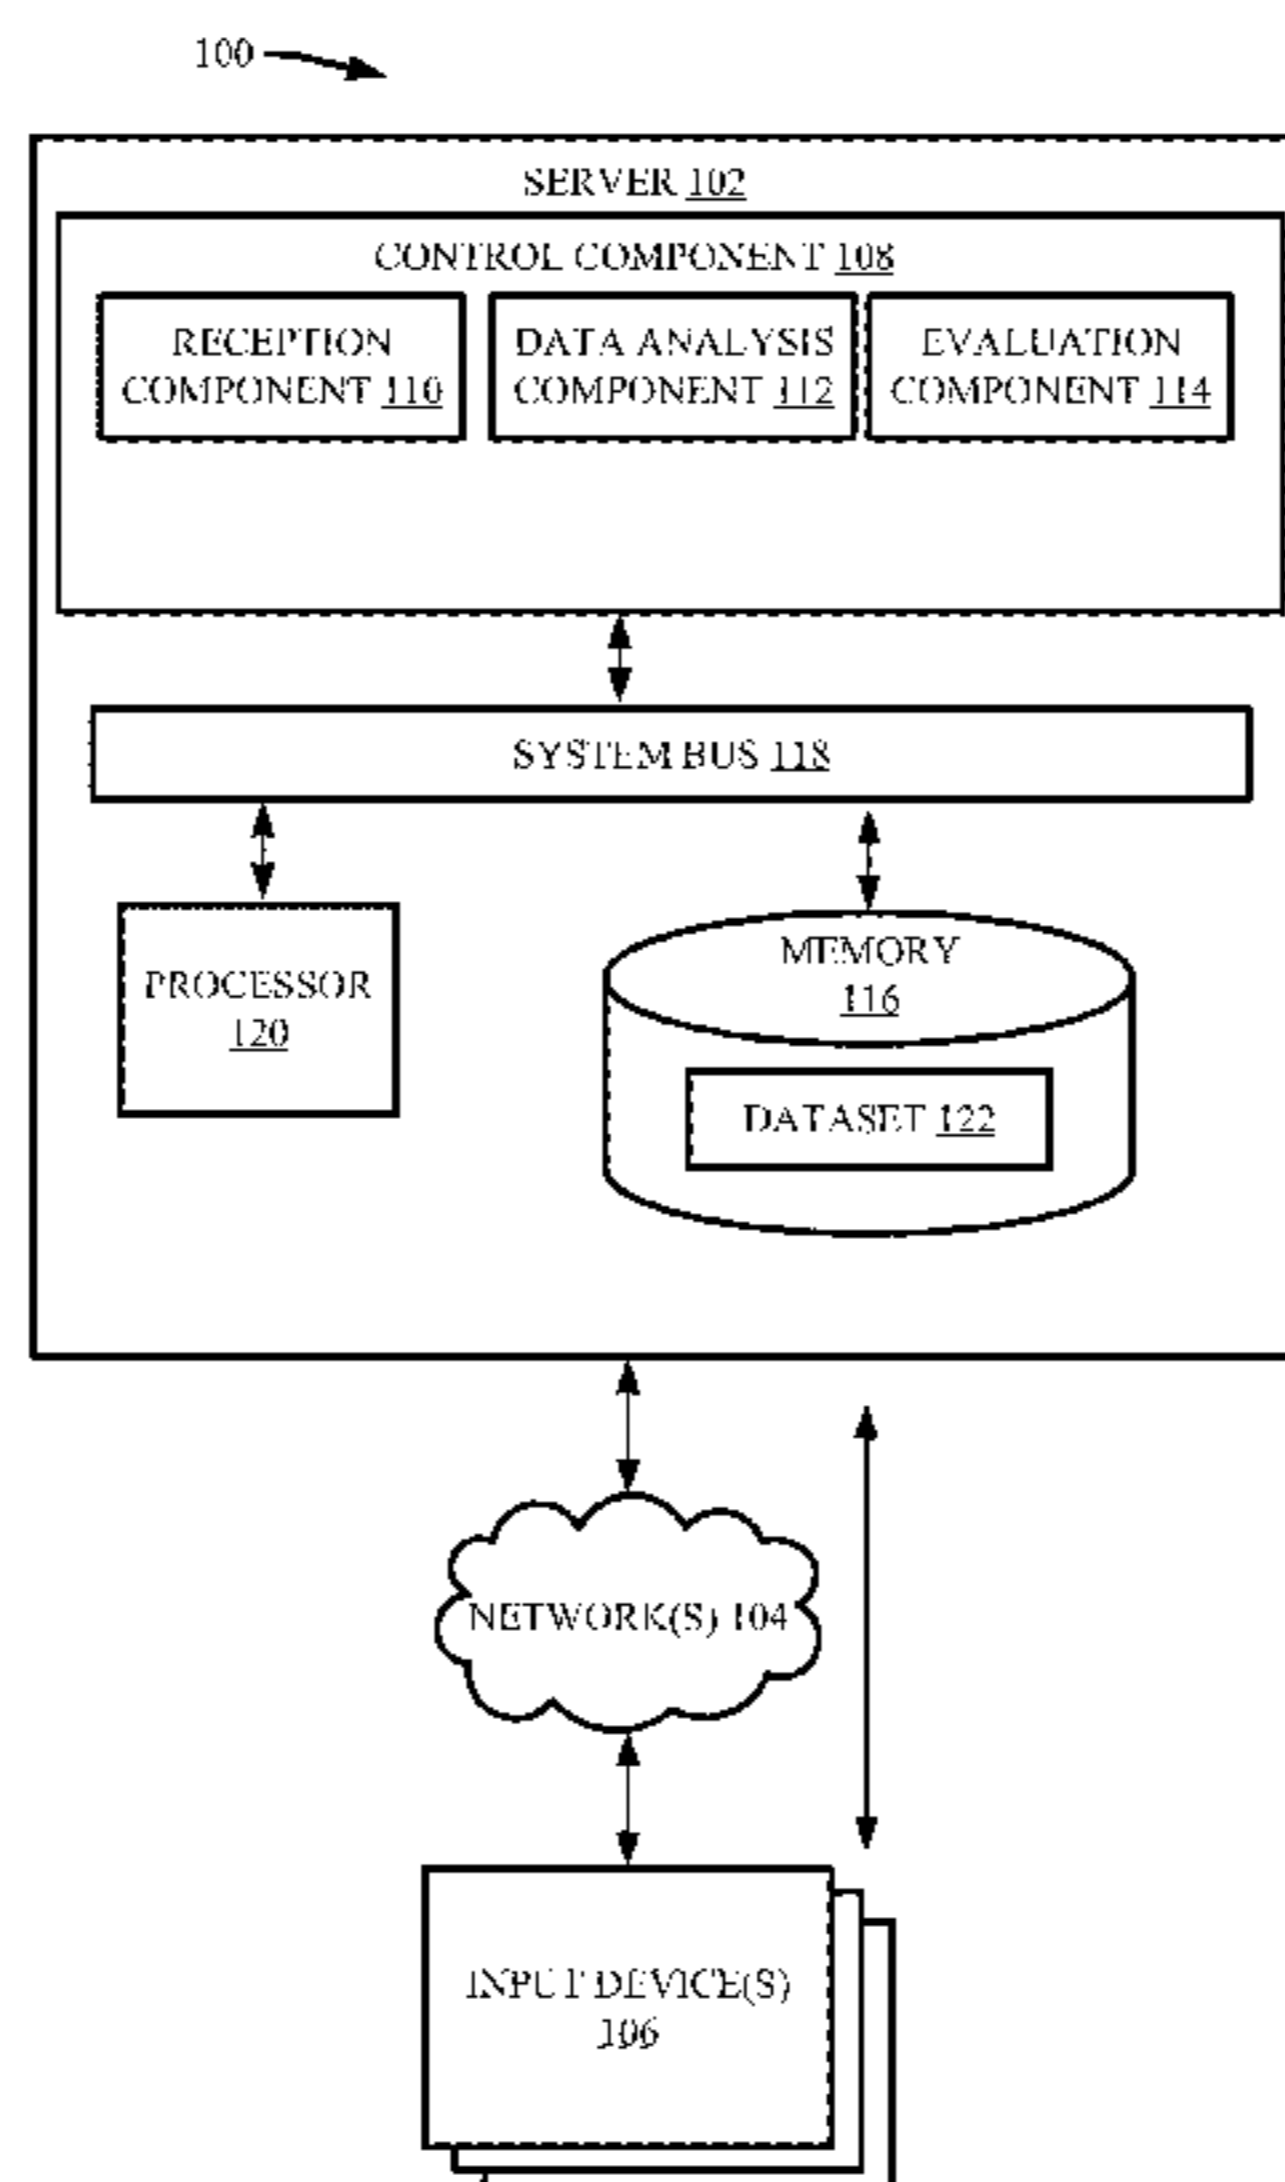 100
SERVER 102
CONTROL COMPONENT 108
RECEPTION
COMPONENT 110
DATA ANALYSIS
COMPONENT 112
EVALUATION
COMPONENT 114
SYSTEM BUS 118
PROCESSOR
120
MEMORY
116
DATASET 122
NETWORK(S) 104
INPUT DEVICE(S)
106